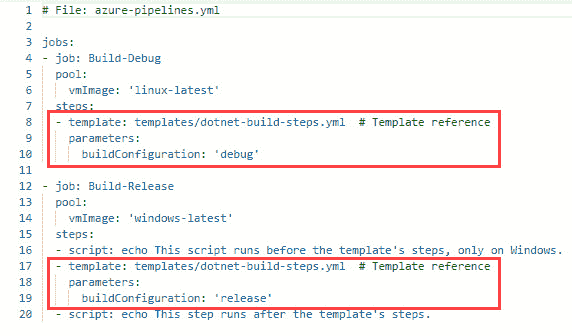 1 # File: azure-pipelines.yml
2
3 jobs:
4 - job: Build-Debug
5   pool:
6     vmImage: 'linux-latest'
7   steps:
8   - template: templates/dotnet-build-steps.yml  # Template reference
9     parameters:
10       buildConfiguration: 'debug'
11
12 - job: Build-Release
13   pool:
14     vmImage: 'windows-latest'
15   steps:
16   - script: echo This script runs before the template's steps, only on Windows.
17   - template: templates/dotnet-build-steps.yml  # Template reference
18     parameters:
19       buildConfiguration: 'release'
20   - script: echo This step runs after the template's steps.